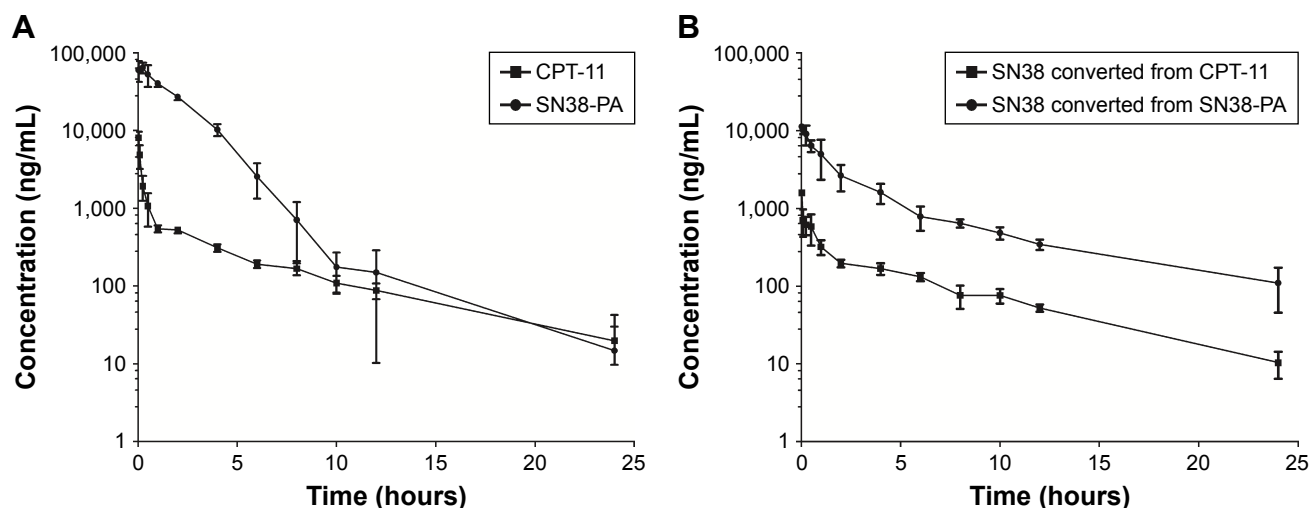 A
Concentration (ng/mL)
100,000
10,000
1,000
100
10
1
0 5 10 15 20 25
Time (hours)
CPT-11
SN38-PA
B
Concentration (ng/mL)
100,000
10,000
1,000
100
10
1
0 5 10 15 20 25
Time (hours)
SN38 converted from CPT-11
SN38 converted from SN38-PA